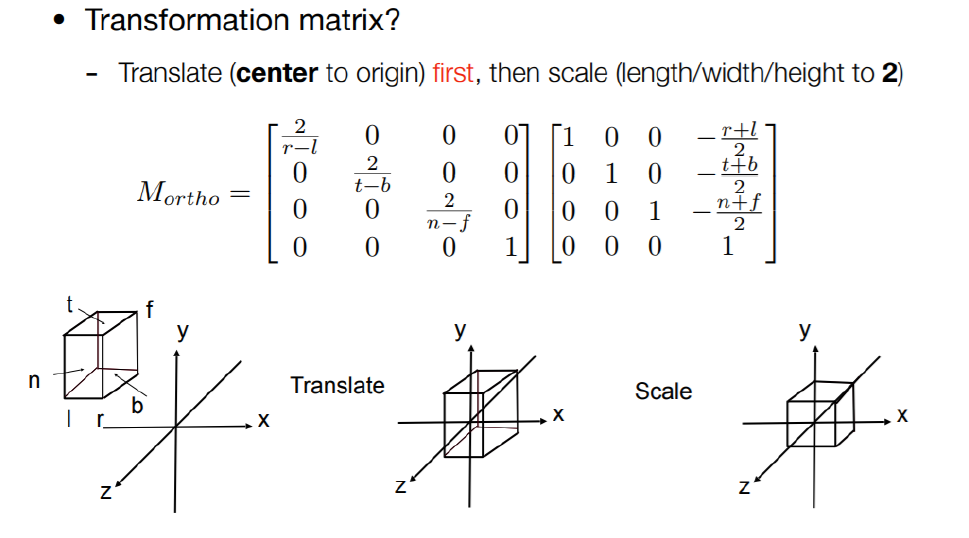 • Transformation matrix?
- Translate (center to origin) first, then scale (length/width/height to 2)
M_{ortho} = \begin{bmatrix} \frac{2}{r-l} & 0 & 0 & 0 \\ 0 & \frac{2}{t-b} & 0 & 0 \\ 0 & 0 & \frac{2}{n-f} & 0 \\ 0 & 0 & 0 & 1 \end{bmatrix} \begin{bmatrix} 1 & 0 & 0 & -\frac{r+l}{2} \\ 0 & 1 & 0 & -\frac{t+b}{2} \\ 0 & 0 & 1 & -\frac{n+f}{2} \\ 0 & 0 & 0 & 1 \end{bmatrix}
t
f
n
l
r
b
y
x
z
Translate
y
x
z
Scale
y
x
z